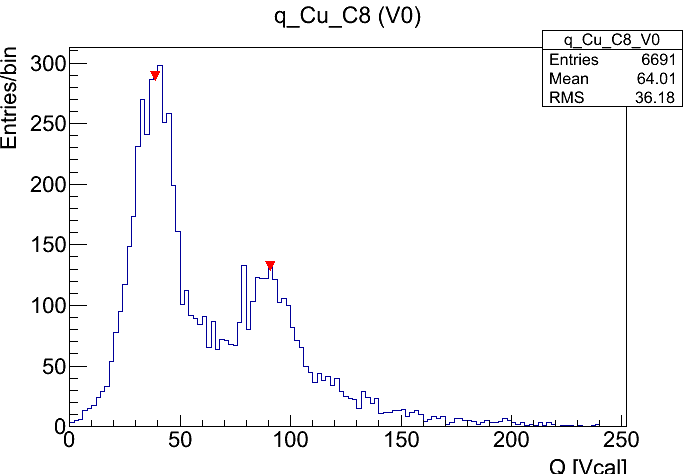 q_Cu_C8 (V0)
q_Cu_C8_V0
Entries 6691
Mean 64.01
RMS 36.18
Entries/bin
300
250
200
150
100
50
0
0 50 100 150 200 250
Q [Vcal]